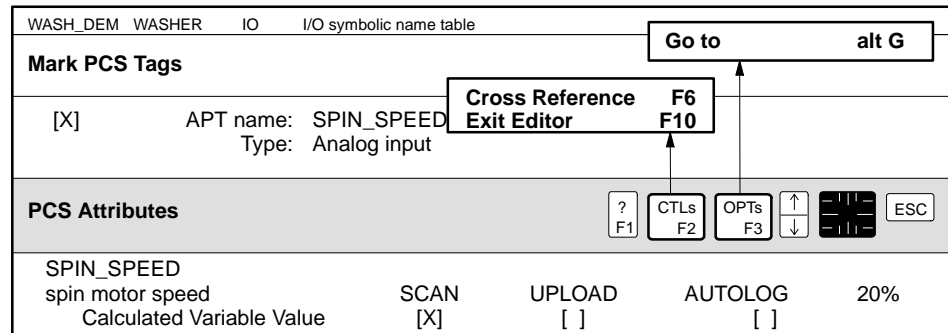 WASH_DEM WASHER IO I/O symbolic name table
Go to alt G
Mark PCS Tags
Cross Reference F6
Exit Editor F10
[X] APT name: SPIN_SPEED
Type: Analog input
PCS Attributes
? F1 CTLs F2 OPTs F3 ↑ ↓ ESC
SPIN_SPEED
spin motor speed SCAN UPLOAD AUTOLOG 20%
Calculated Variable Value [X] [ ] [ ]